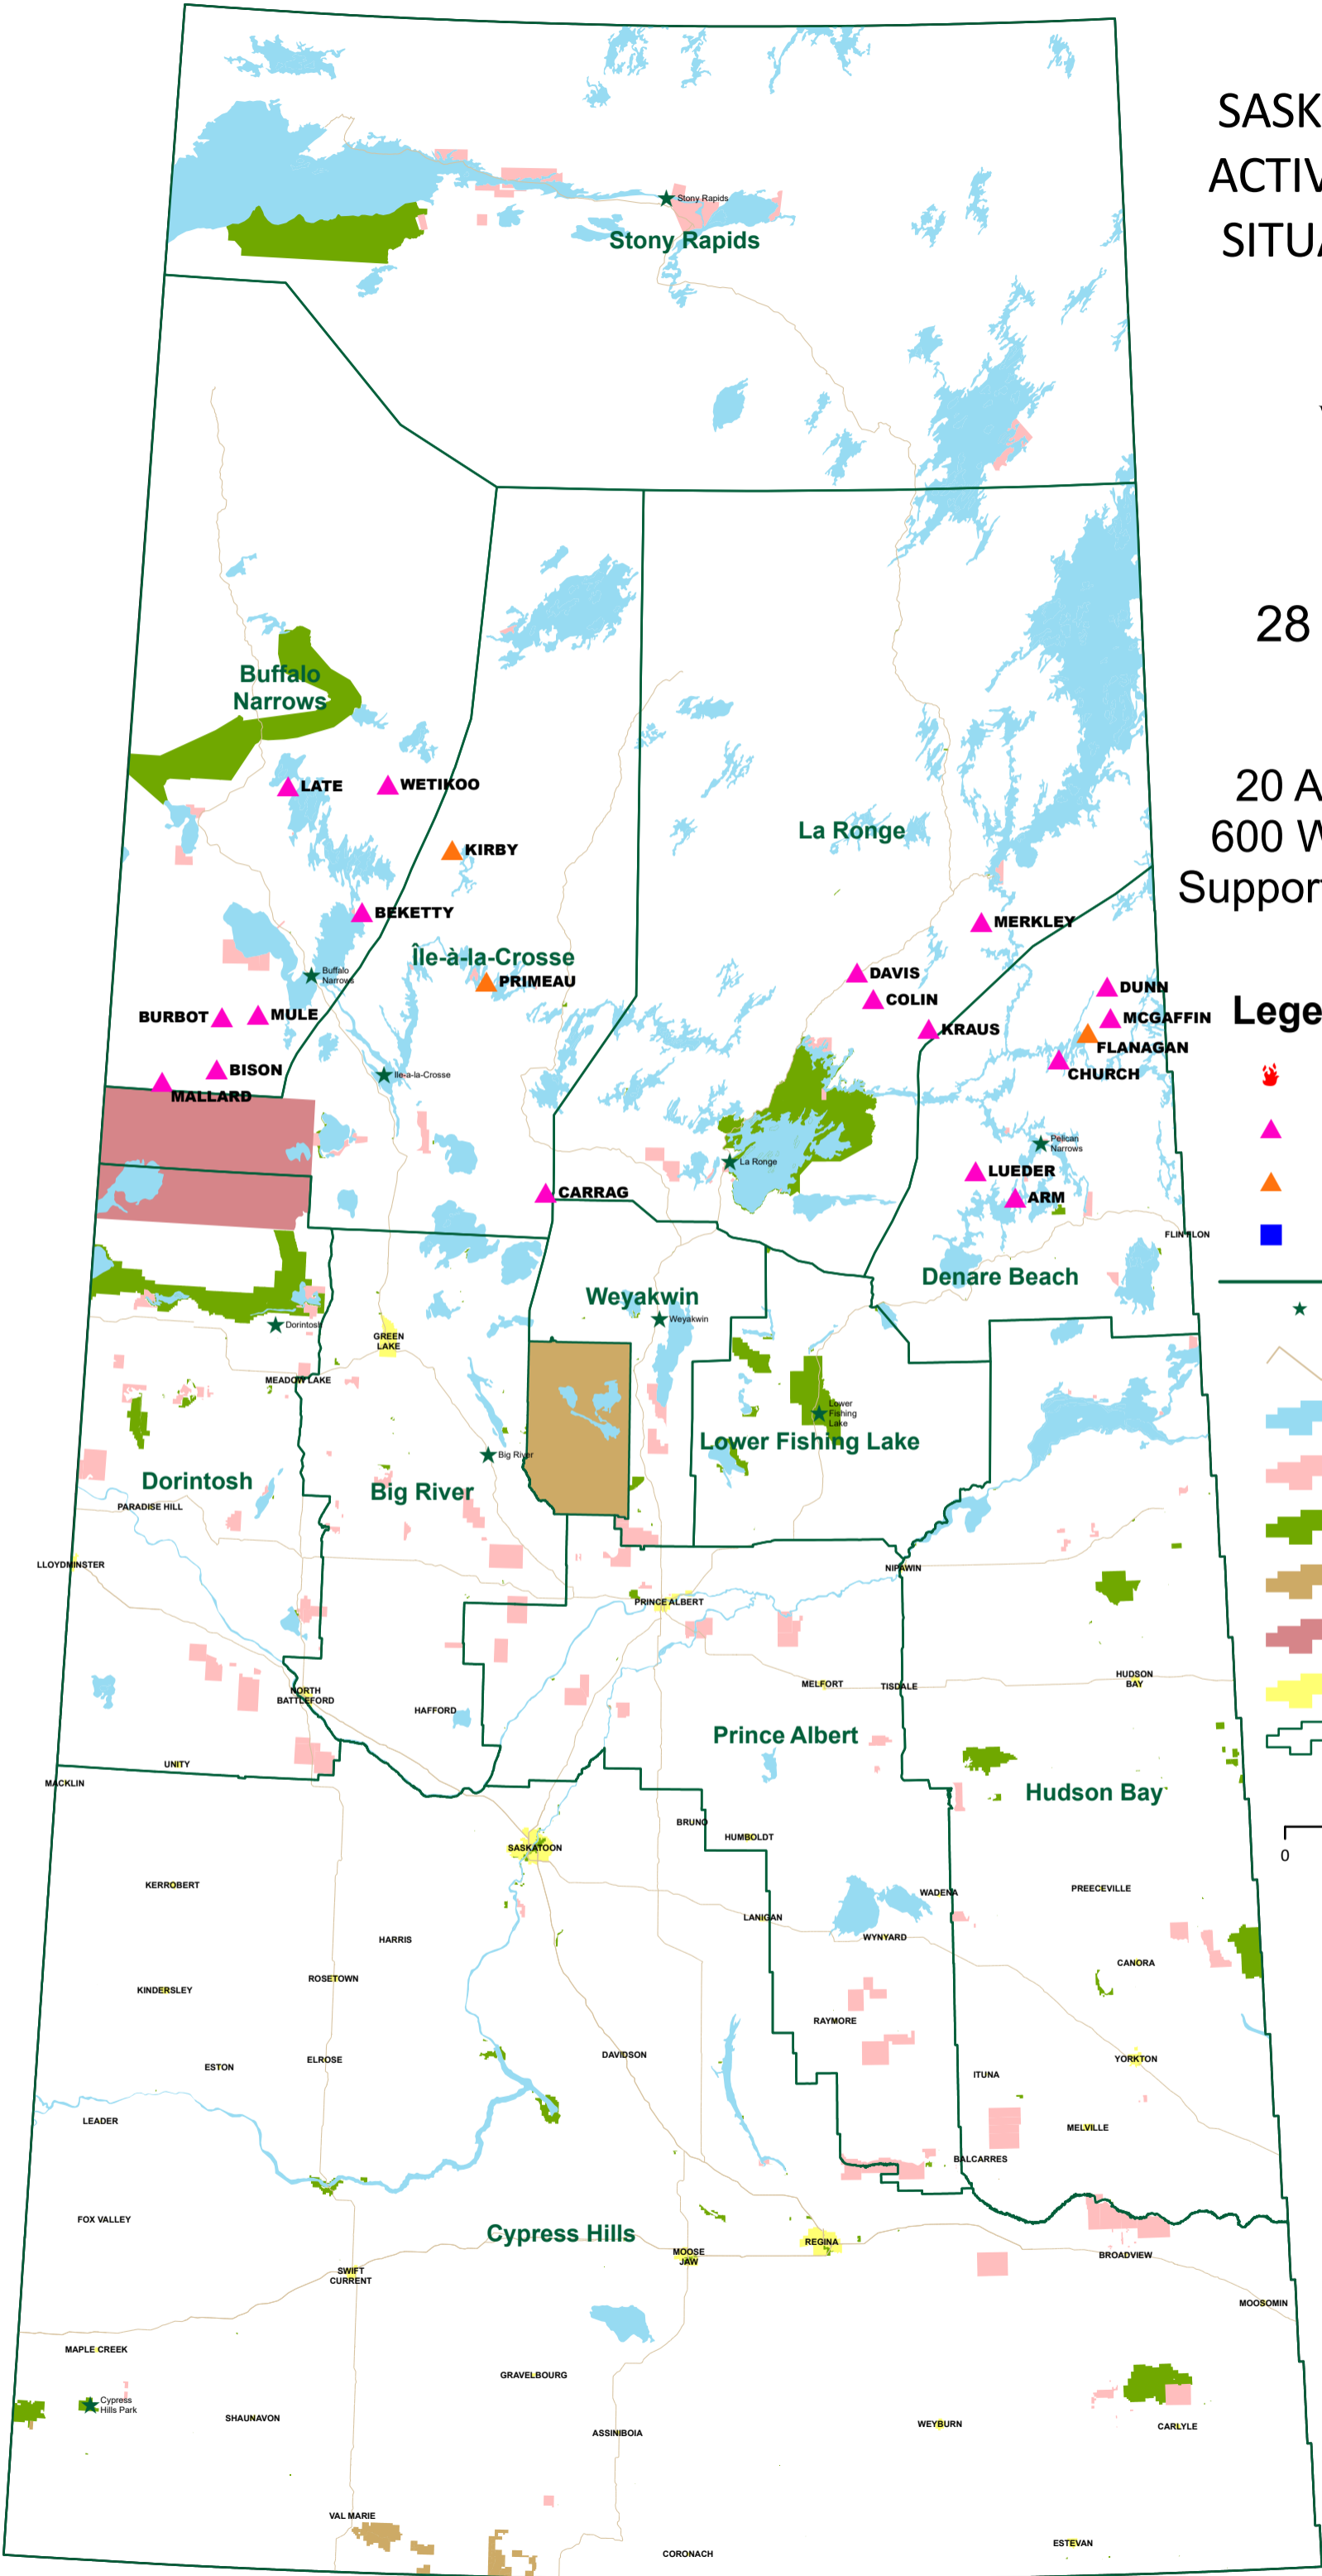 SASK
ACTIV
SITUA
28
20 A
600 W
Support
Lege
0
Stony Rapids
Stony Rapids
Buffalo
Narrows
LATE
WETIKOO
KIRBY
La Ronge
BEKETTY
MERKLEY
Île-à-la-Crosse
Buffalo
Narrows
PRIMEAU
DAVIS
COLIN
DUNN
BURBOT
MULE
MCGAFFIN
KRAUS
FLANAGAN
BISON
Ile-a-la-Crosse
CHURCH
MALLARD
Pelican
Narrows
La Ronge
LUEDER
CARRAG
ARM
FLIN FLON
Denare Beach
Weyakwin
Weyakwin
Dorintosh
GREEN
LAKE
MEADOW LAKE
Lower
Fishing
Lake
Lower Fishing Lake
Big River
Dorintosh
Big River
PARADISE HILL
LLOYDMINSTER
NIPAWIN
PRINCE ALBERT
HUDSON
BAY
MELFORT
TISDALE
NORTH
BATTLEFORD
HAFFORD
Prince Albert
UNITY
MACKLIN
Hudson Bay
BRUNO
HUMBOLDT
SASKATOON
KERROBERT
PREECEVILLE
WADENA
LANIGAN
WYNYARD
HARRIS
CANORA
ROSETOWN
KINDERSLEY
RAYMORE
DAVIDSON
YORKTON
ELROSE
ESTON
ITUNA
LEADER
MELVILLE
BALCARRES
FOX VALLEY
Cypress Hills
REGINA
MOOSE
JAW
BROADVIEW
SWIFT
CURRENT
MOOSOMIN
MAPLE CREEK
GRAVELBOURG
Cypress
Hills Park
SHAUNAVON
WEYBURN
CARLYLE
ASSINIBOIA
VAL MARIE
ESTEVAN
CORONACH